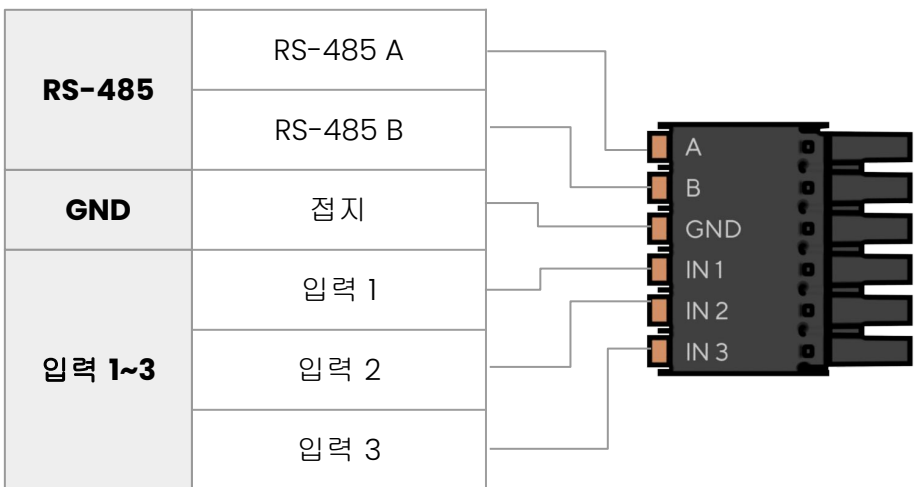 RS-485
RS-485 A
RS-485 B
GND
접지
입력 1~3
입력 1
입력 2
입력 3
A
B
GND
IN 1
IN 2
IN 3